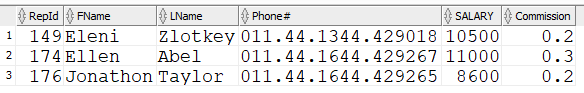 RepId FName LName Phone# SALARY Commission
1 149 Eleni Zlotkey 011.44.1344.429018 10500 0.2
2 174 Ellen Abel 011.44.1644.429267 11000 0.3
3 176 Jonathon Taylor 011.44.1644.429265 8600 0.2